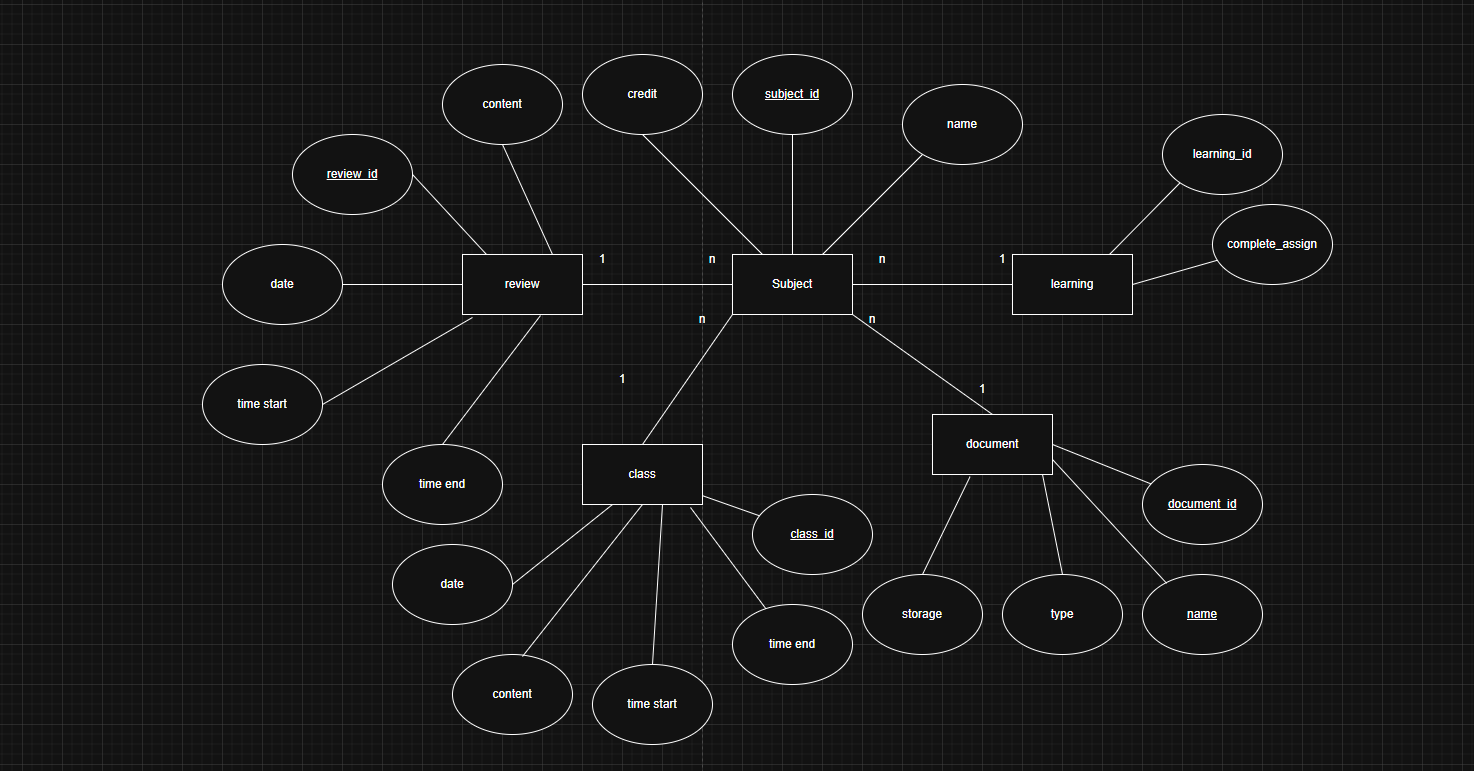 credit
subject_id
content
name
learning_id
review_id
complete_assign
1
n
n
1
date
review
Subject
learning
n
n
1
1
time start
document
class
time end
document_id
class_id
date
storage
type
name
time end
content
time start